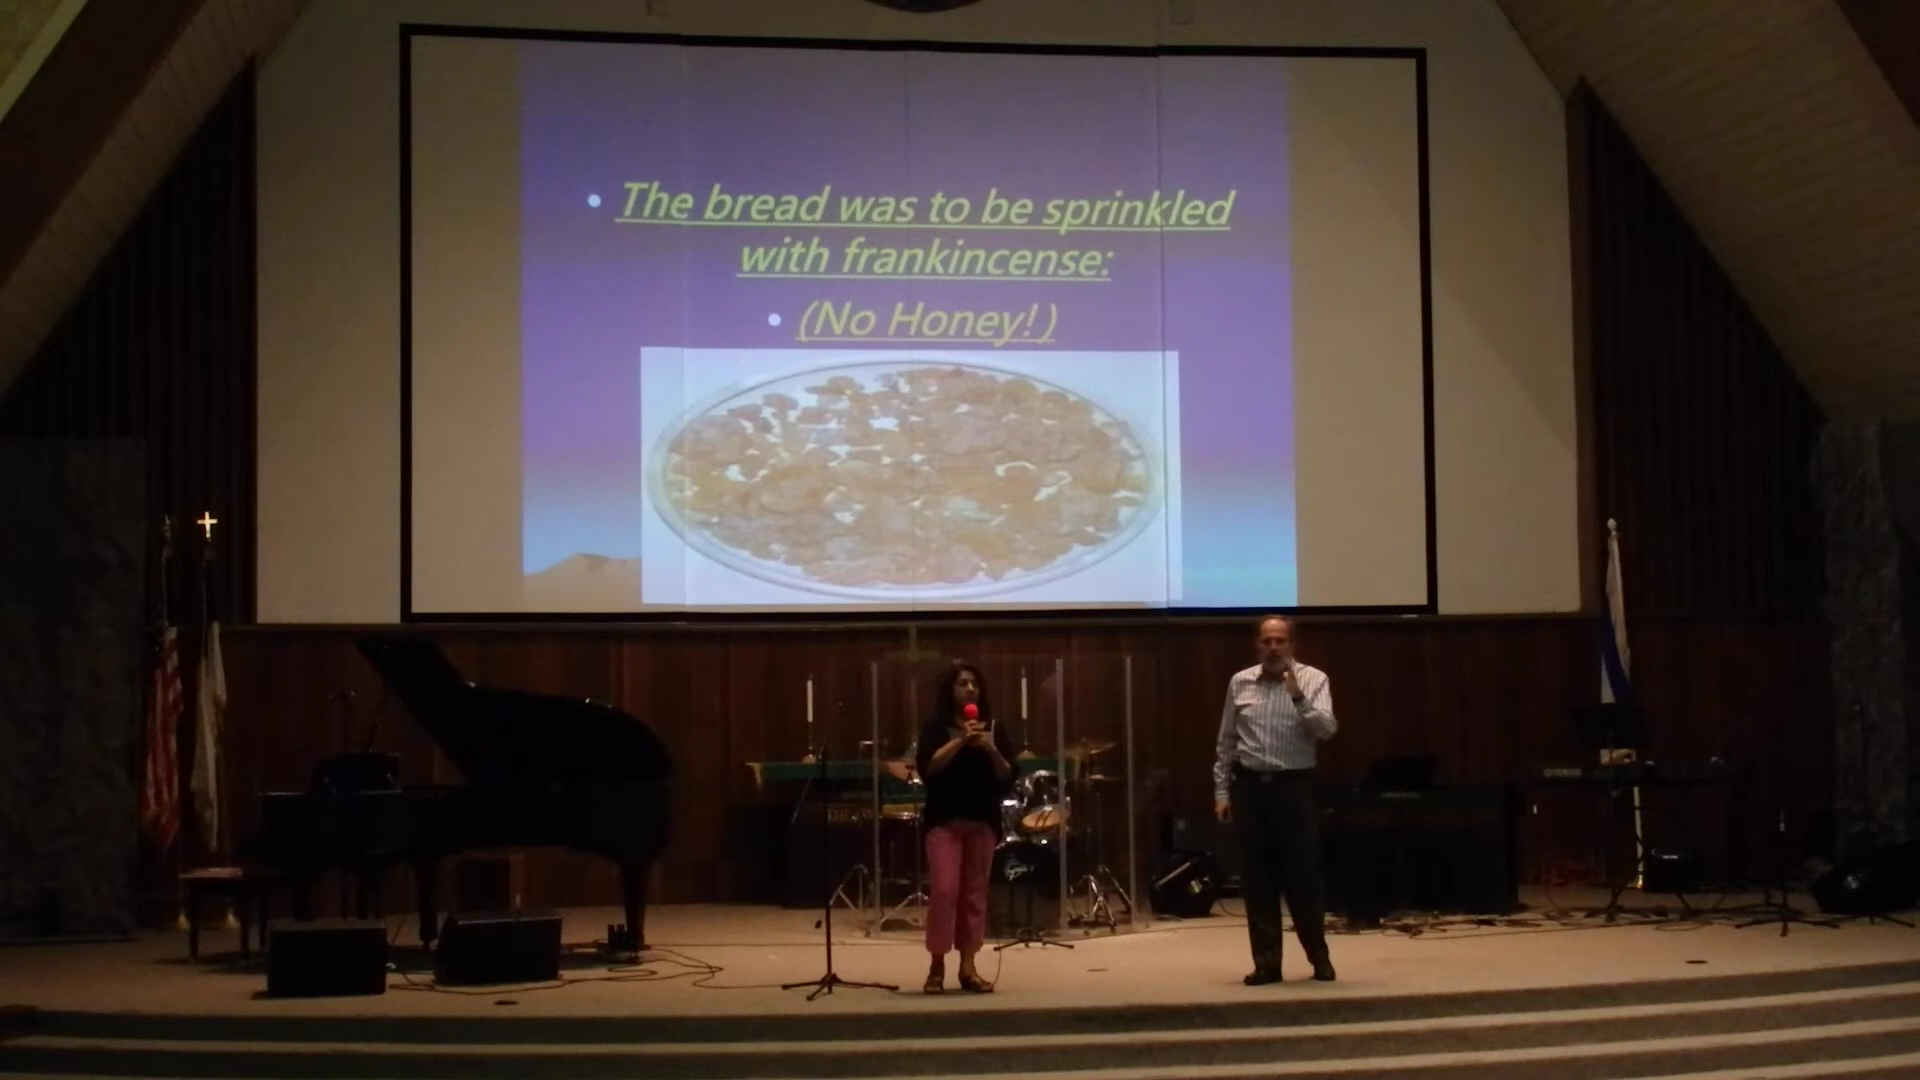 • The bread was to be sprinkled
with frankincense:
• (No Honey!)